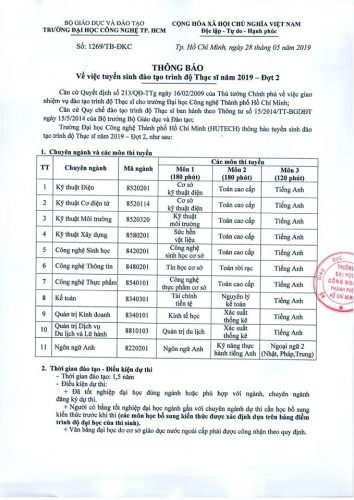 BỘ GIÁO DỤC VÀ ĐÀO TẠO
TRƯỜNG ĐẠI HỌC CÔNG NGHỆ TP. HCM
CỘNG HÒA XÃ HỘI CHỦ NGHĨA VIỆT NAM
Độc lập - Tự do - Hạnh phúc
Số: 1269/TB-ĐKC
Tp. Hồ Chí Minh, ngày 28 tháng 05 năm 2019
THÔNG BÁO
Về việc tuyển sinh đào tạo trình độ Thạc sĩ năm 2019 – Đợt 2
Căn cứ Quyết định số 213/QĐ-TTg ngày 16/02/2009 của Thủ tướng Chính phủ về việc giao
nhiệm vụ đào tạo trình độ Thạc sĩ cho trường Đại học Công nghệ Thành phố Hồ Chí Minh;
Căn cứ Quy chế đào tạo trình độ Thạc sĩ ban hành theo Thông tư số 15/2014/TT-BGDĐT
ngày 15/5/2014 của Bộ trưởng Bộ Giáo dục và Đào tạo;
Trường Đại học Công nghệ Thành phố Hồ Chí Minh (HUTECH) thông báo tuyển sinh đào
tạo trình độ Thạc sĩ năm 2019 – Đợt 2, như sau:
1. Chuyên ngành và các môn thi tuyển
TT Chuyên ngành Mã ngành Các môn thi tuyển
Môn 1 (180 phút) Môn 2 (180 phút) Môn 3 (120 phút)
1 Kỹ thuật Điện 8520201 Cơ sở kỹ thuật điện Toán cao cấp Tiếng Anh
2 Kỹ thuật Cơ điện tử 8520114 Cơ sở kỹ thuật điện Toán cao cấp Tiếng Anh
3 Kỹ thuật Môi trường 8520320 Kỹ thuật môi trường Toán cao cấp Tiếng Anh
4 Kỹ thuật Xây dựng 8580201 Sức bền vật liệu Toán cao cấp Tiếng Anh
5 Công nghệ Sinh học 8420201 Công nghệ sinh học cơ sở Toán cao cấp Tiếng Anh
6 Công nghệ Thông tin 8480201 Tin học cơ sở Toán rời rạc Tiếng Anh
7 Công nghệ Thực phẩm 8540101 Công nghệ thực phẩm cơ sở Toán cao cấp Tiếng Anh
8 Kế toán 8340301 Tài chính tiền tệ Nguyên lý kế toán Tiếng Anh
9 Quản trị Kinh doanh 8340101 Kinh tế học Xác suất thống kê Tiếng Anh
10 Quản trị Dịch vụ Du lịch và Lữ hành 8810103 Quản trị du lịch Xác suất thống kê Tiếng Anh
11 Ngôn ngữ Anh 8220201 Ngôn ngữ Anh Kỹ năng thực hành tiếng Anh Ngoại ngữ 2 (Nhật, Pháp,Trung)
TRƯỜNG
ĐẠI HỌC
CÔNG NGHỆ
THÀNH PHỐ
HỒ CHÍ MINH
2. Thời gian đào tạo - Điều kiện dự thi
- Thời gian đào tạo: 1,5 năm
- Điều kiện dự thi:
+ Đã tốt nghiệp đại học đúng ngành hoặc phù hợp với ngành, chuyên ngành
đăng ký dự thi.
+ Người có bằng tốt nghiệp đại học gần với chuyên ngành dự thi cần học bổ sung
kiến thức trước khi thi (các môn học bổ sung kiến thức được xác định dựa trên bảng điểm
trình độ đại học của thí sinh).
+ Văn bằng đại học do cơ sở giáo dục nước ngoài cấp phải được công nhận theo quy định.